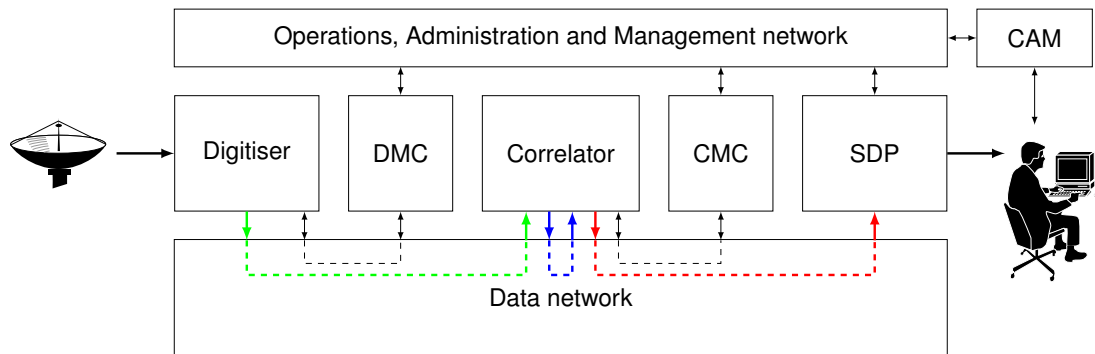 Operations, Administration and Management network
CAM
Digitiser
DMC
Correlator
CMC
SDP
Data network